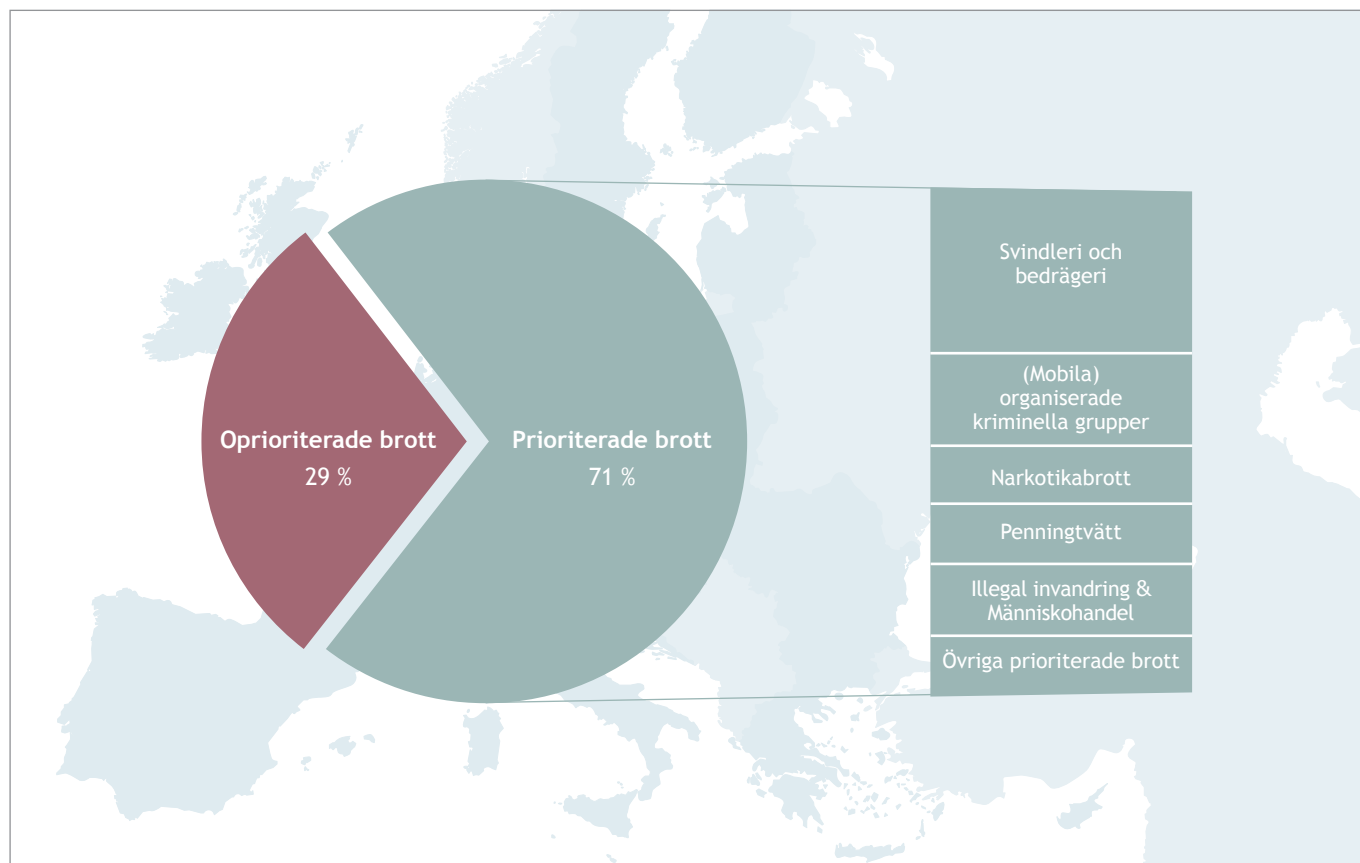 Oprioriterade brott
29 %
Prioriterade brott
71 %
Svindleri och
bedrägeri
(Mobila)
organiserade
kriminella grupper
Narkotikabrott
Penningtvätt
Illegal invandring &
Människohandel
Övriga prioriterade brott